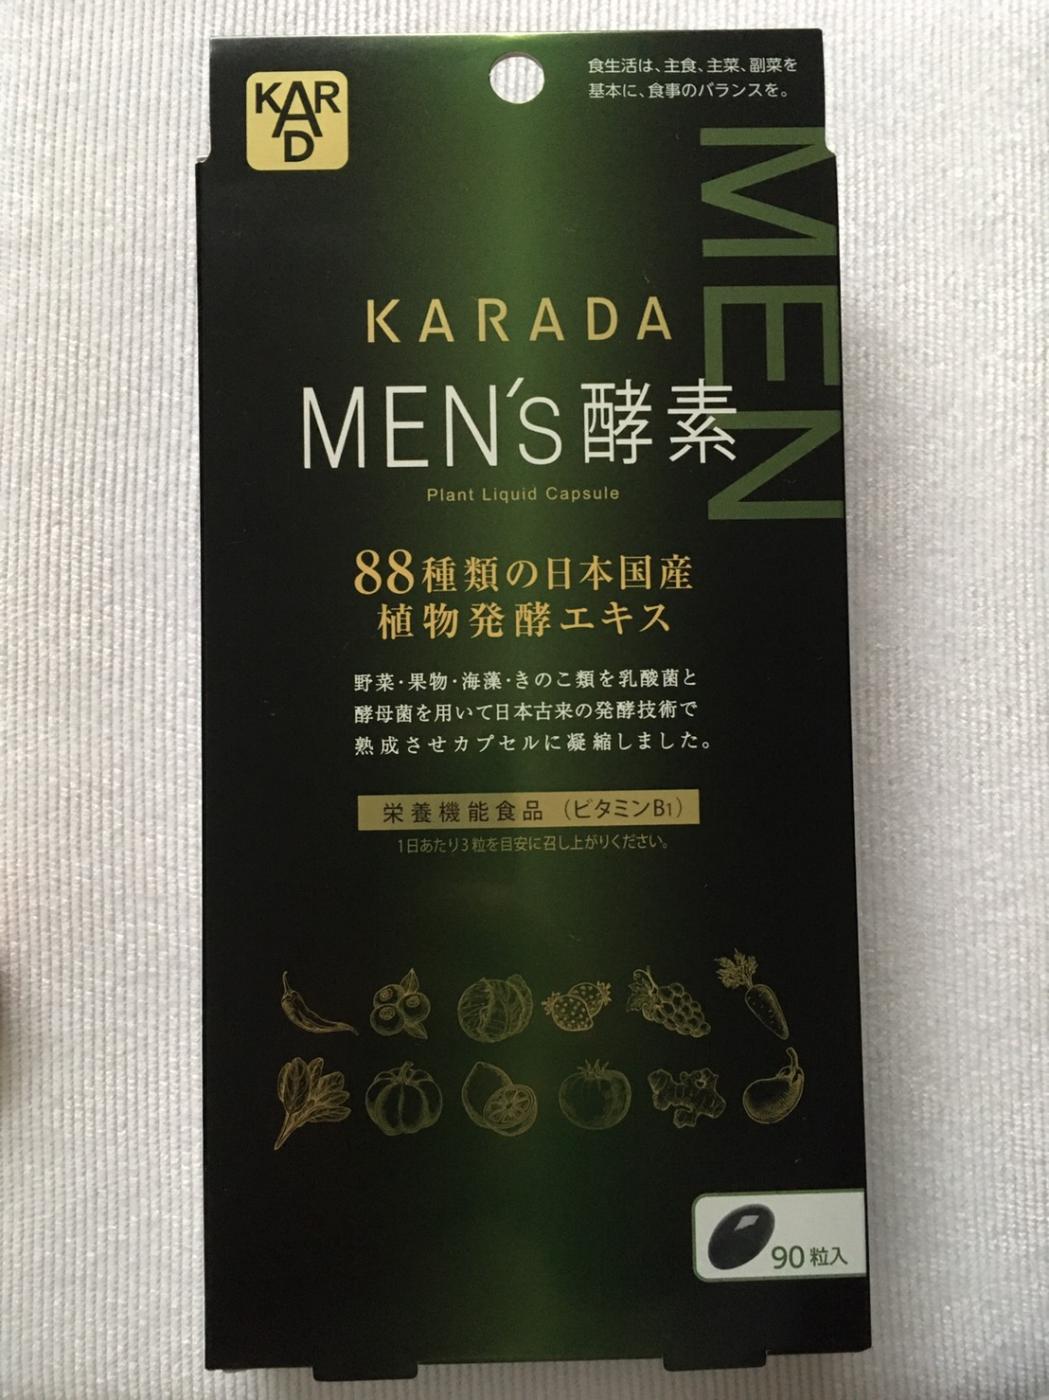 KAR
A
D
食生活は、主食、主菜、副菜を
基本に、食事のバランスを。
MEN
KARADA
MEN's酵素
Plant Liquid Capsule
88種類の日本国産
植物発酵エキス
野菜・果物・海藻・きのこ類を乳酸菌と
酵母菌を用いて日本古来の発酵技術で
熟成させカプセルに凝縮しました。
栄養機能食品（ビタミンB1）
1日あたり3粒を目安に召し上がりください。
90粒入